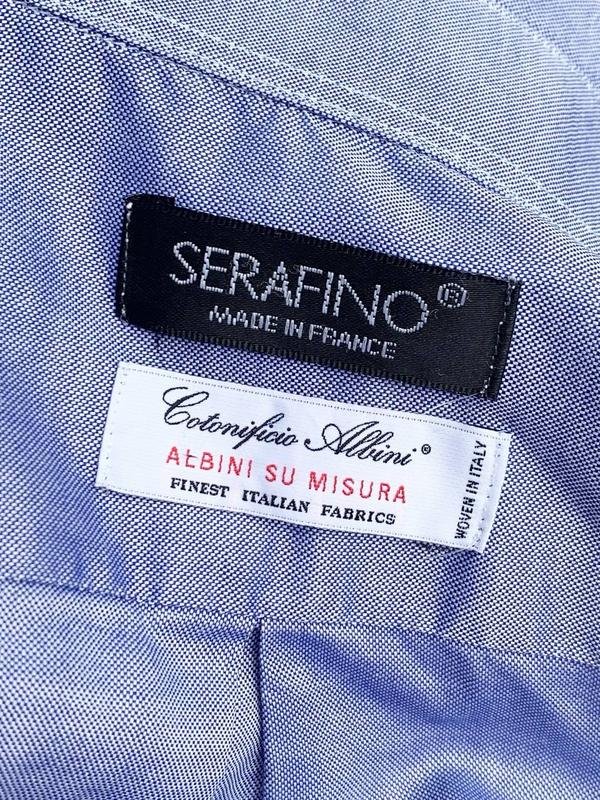 SERAFINO®
MADE IN FRANCE
Cotonificio Albini®
ALBINI SU MISURA
FINEST ITALIAN FABRICS
WOVEN IN ITALY